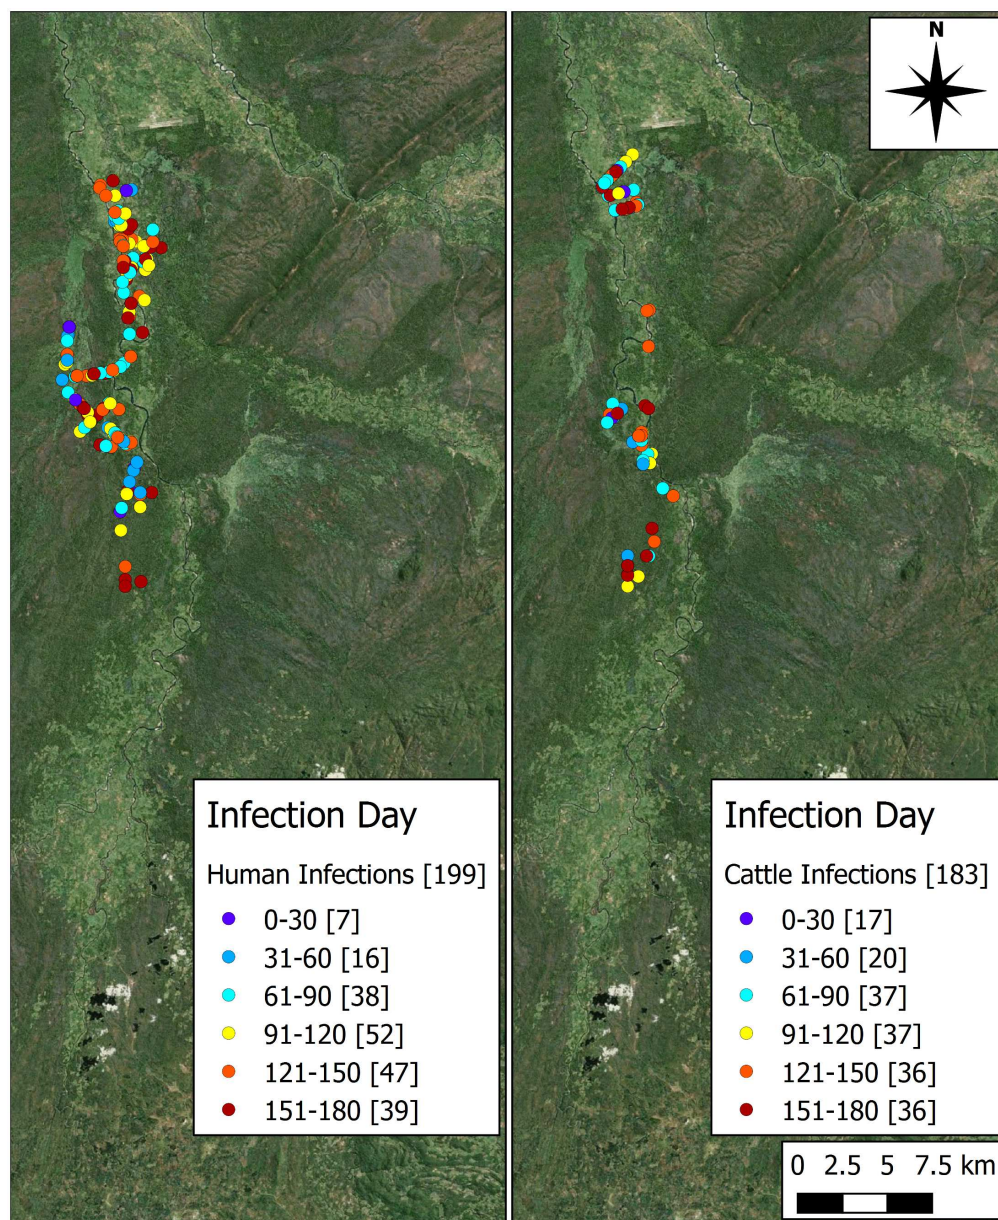 N
Infection Day
Human Infections [199]
0-30 [7]
31-60 [16]
61-90 [38]
91-120 [52]
121-150 [47]
151-180 [39]
Infection Day
Cattle Infections [183]
0-30 [17]
31-60 [20]
61-90 [37]
91-120 [37]
121-150 [36]
151-180 [36]
0 2.5 5 7.5 km